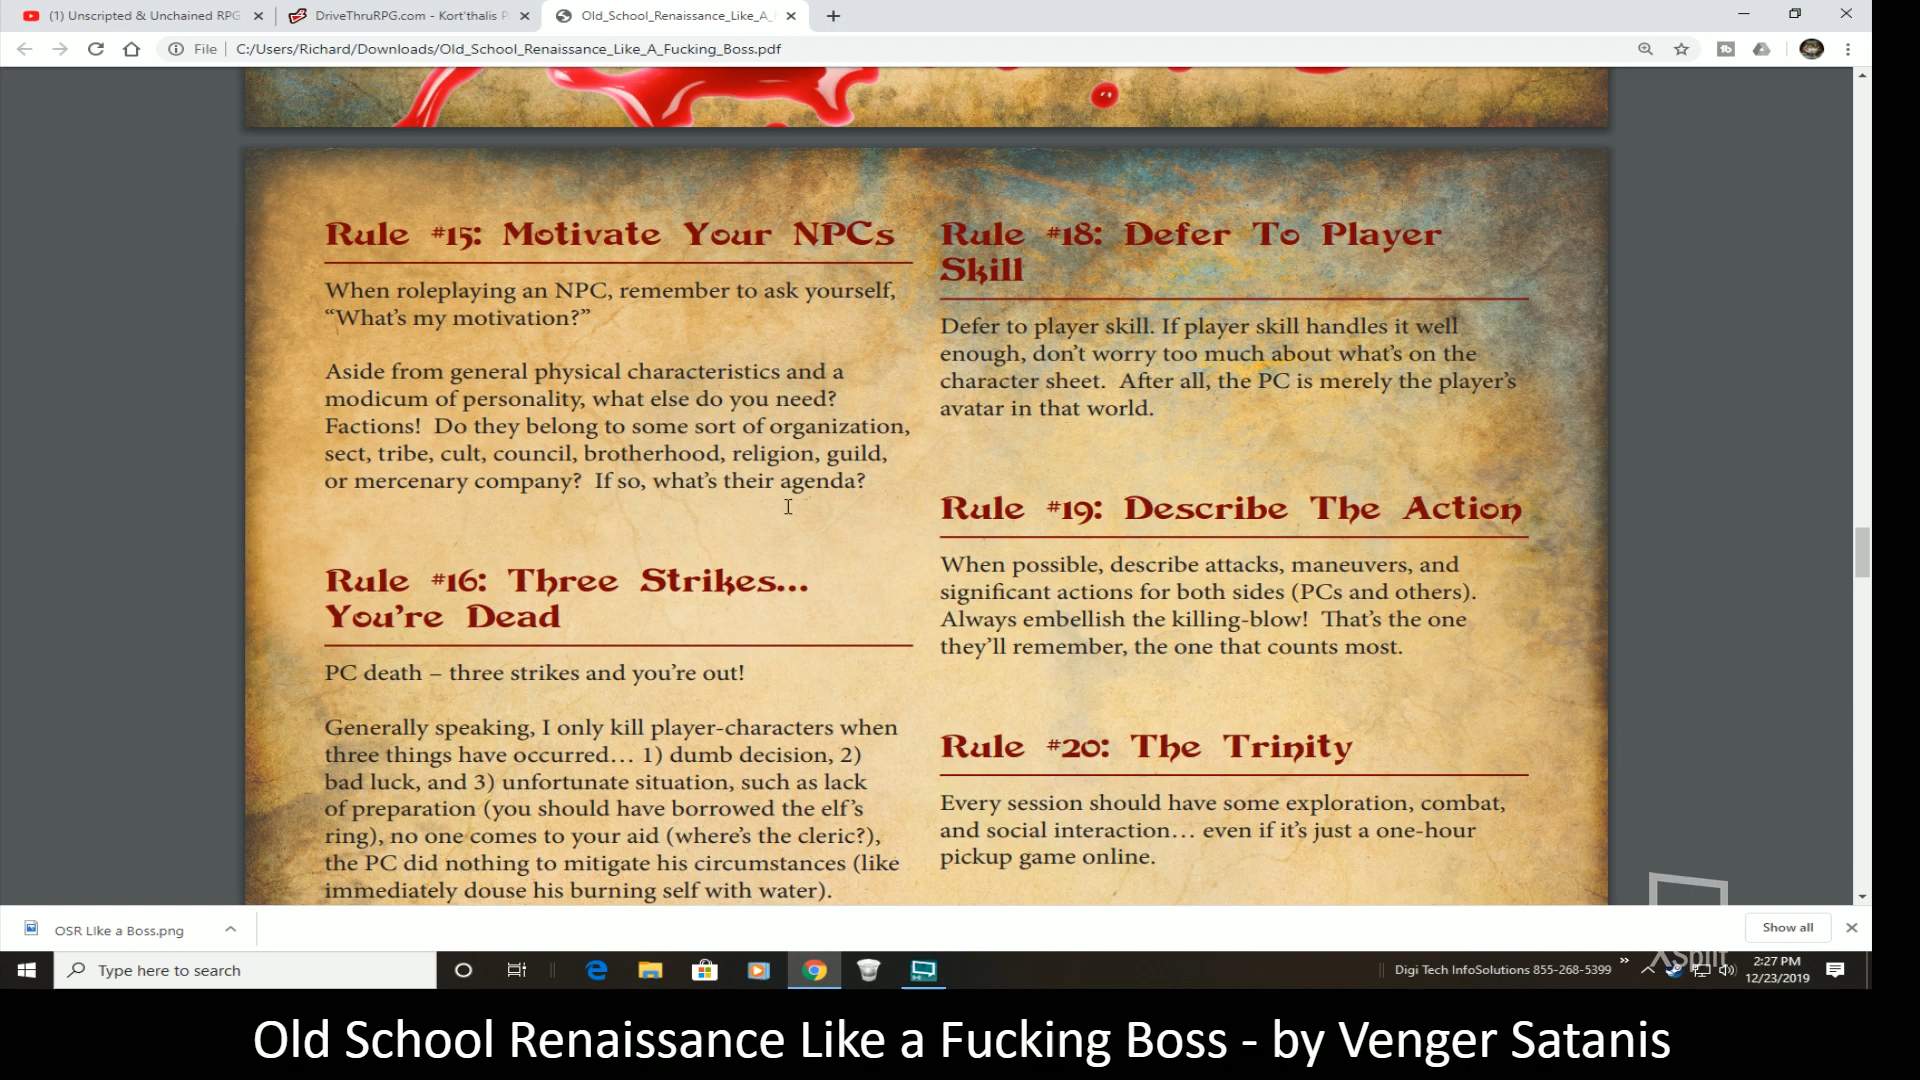 (1) Unscripted & Unchained RPG
DriveThruRPG.com - Kort'thalis P
Old_School_Renaissance_Like_A_
File
C:/Users/Richard/Downloads/Old_School_Renaissance_Like_A_Fucking_Boss.pdf
Rule #15: Motivate Your NPCs
When roleplaying an NPC, remember to ask yourself,
“What’s my motivation?”
Aside from general physical characteristics and a
modicum of personality, what else do you need?
Factions! Do they belong to some sort of organization,
sect, tribe, cult, council, brotherhood, religion, guild,
or mercenary company? If so, what’s their agenda?
Rule #16: Three Strikes...
You’re Dead
PC death – three strikes and you’re out!
Generally speaking, I only kill player-characters when
three things have occurred… 1) dumb decision, 2)
bad luck, and 3) unfortunate situation, such as lack
of preparation (you should have borrowed the elf’s
ring), no one comes to your aid (where’s the cleric?),
the PC did nothing to mitigate his circumstances (like
immediately douse his burning self with water).
Rule #18: Defer To Player
Skill
Defer to player skill. If player skill handles it well
enough, don’t worry too much about what’s on the
character sheet. After all, the PC is merely the player’s
avatar in that world.
Rule #19: Describe The Action
When possible, describe attacks, maneuvers, and
significant actions for both sides (PCs and others).
Always embellish the killing-blow! That’s the one
they’ll remember, the one that counts most.
Rule #20: The Trinity
Every session should have some exploration, combat,
and social interaction… even if it’s just a one-hour
pickup game online.
OSR Like a Boss.png
Show all
Type here to search
Digi Tech InfoSolutions 855-268-5399
XSplit
2:27 PM
12/23/2019
Old School Renaissance Like a Fucking Boss - by Venger Satanis